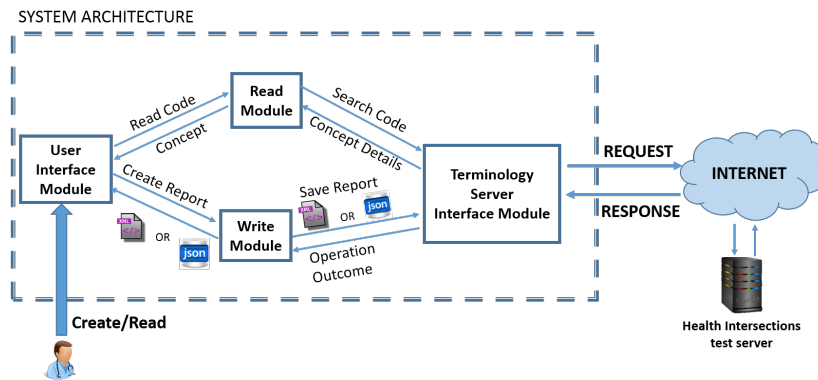 SYSTEM ARCHITECTURE
Read
Module
Read Code
Concept
Search Code
Concept Details
User
Interface
Module
Create Report
XML
</>
OR
json
Write
Module
Save Report
XML
</>
OR
json
Operation
Outcome
Terminology
Server
Interface Module
REQUEST
RESPONSE
INTERNET
Health Intersections
test server
Create/Read